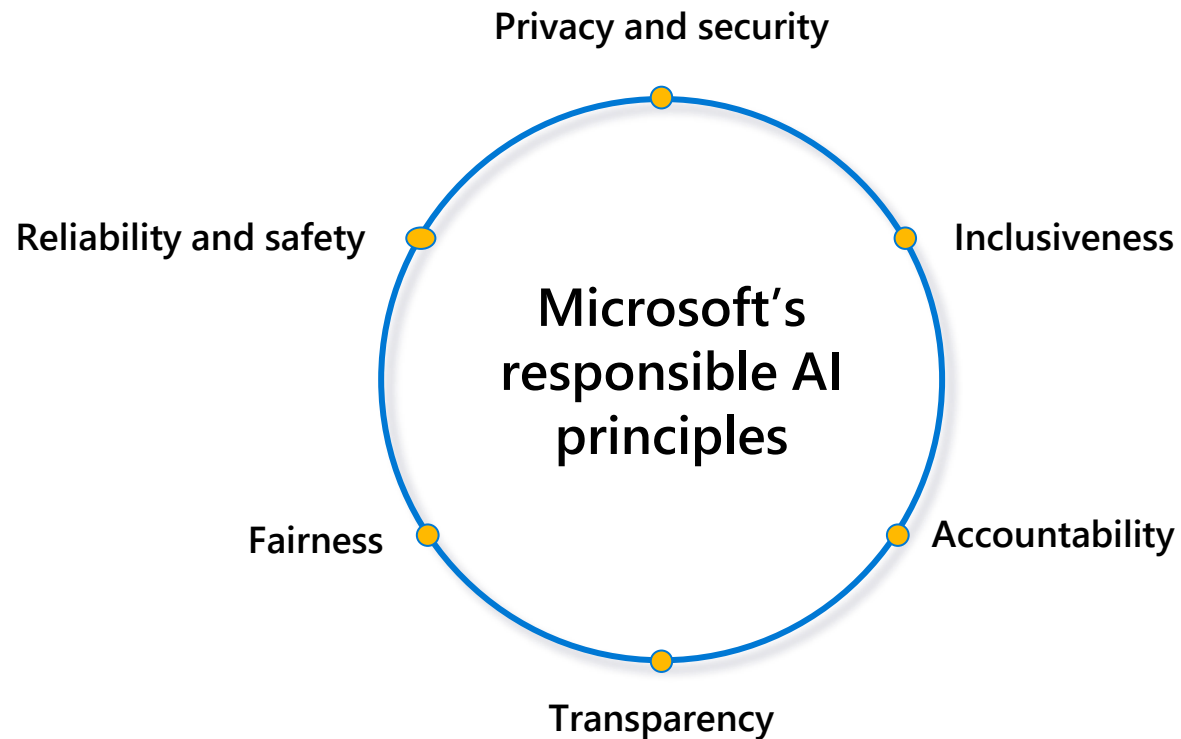 Privacy and security
Reliability and safety
Inclusiveness
Microsoft’s
responsible AI
principles
Fairness
Accountability
Transparency